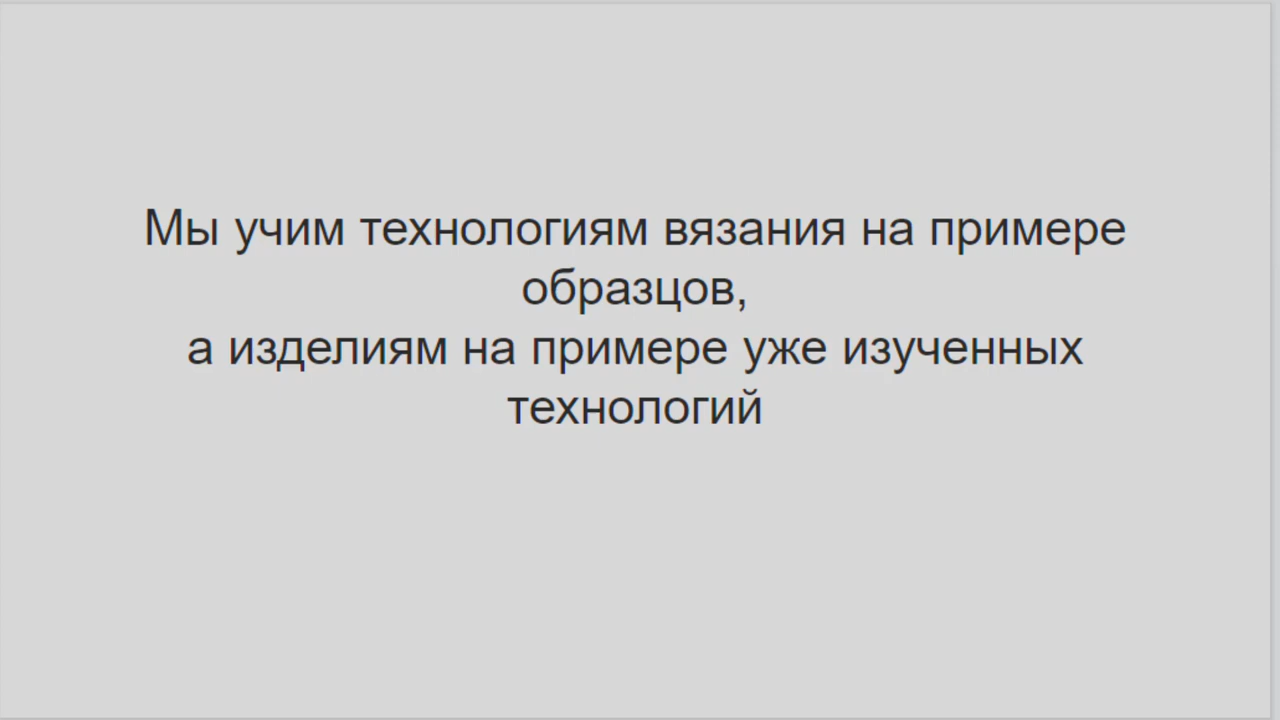 Мы учим технологиям вязания на примере
образцов,
а изделиям на примере уже изученных
технологий